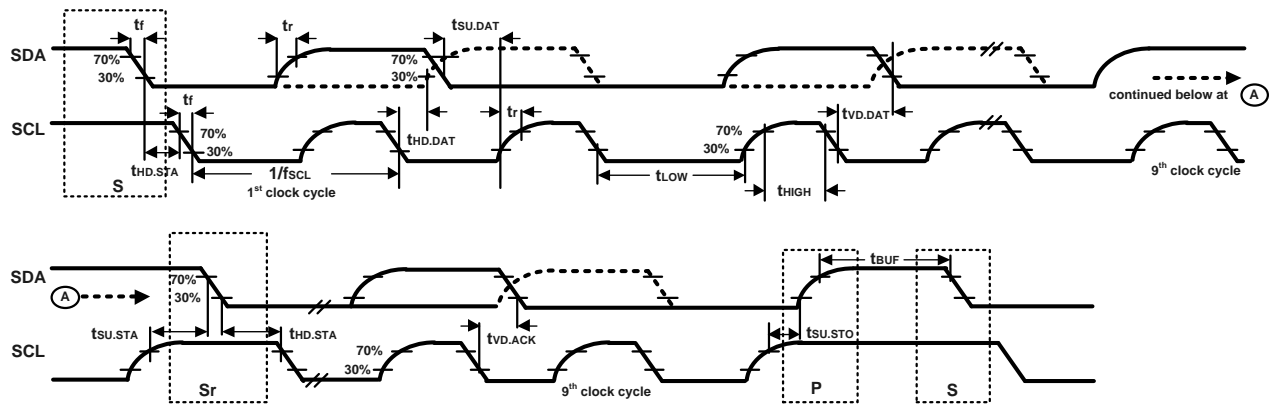 tf
tr
tSU.DAT
SDA
70%
30%
70%
30%
continued below at A
tf
tr
tVD.DAT
SCL
70%
30%
tHD.DAT
70%
30%
tHD.STA
1/fSCL
1st clock cycle
tLOW
tHIGH
9th clock cycle
S
SDA
70%
30%
A
tBUF
tSU.STA
tHD.STA
tVD.ACK
tSU.STO
SCL
70%
30%
9th clock cycle
Sr
P
S